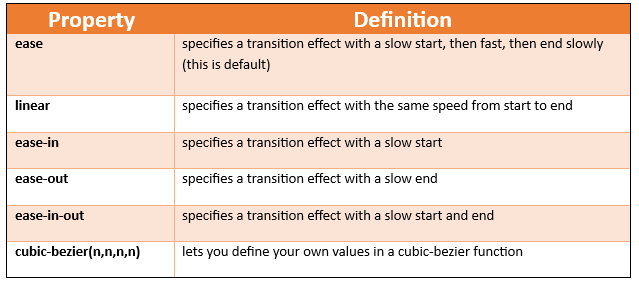 Property Definition
ease specifies a transition effect with a slow start, then fast, then end slowly
(this is default)
linear specifies a transition effect with the same speed from start to end
ease-in specifies a transition effect with a slow start
ease-out specifies a transition effect with a slow end
ease-in-out specifies a transition effect with a slow start and end
cubic-bezier(n,n,n,n) lets you define your own values in a cubic-bezier function